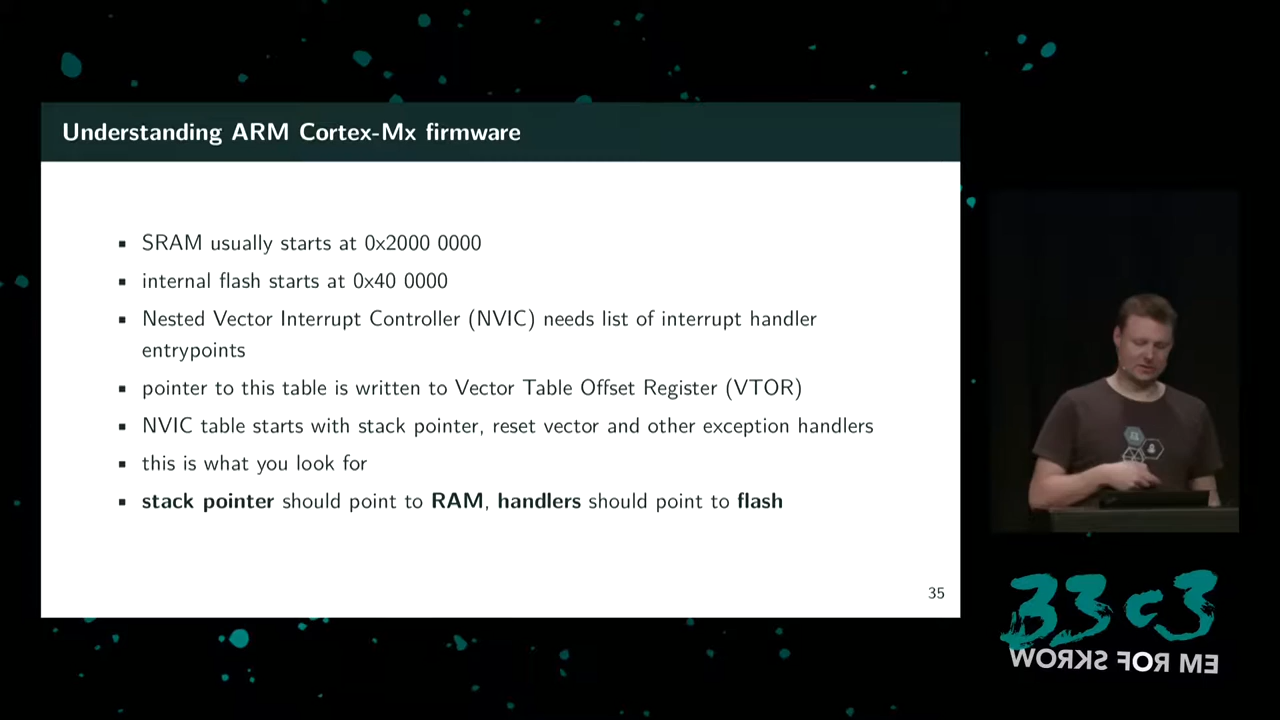 Understanding ARM Cortex-Mx firmware
▪ SRAM usually starts at 0x2000 0000
▪ internal flash starts at 0x40 0000
▪ Nested Vector Interrupt Controller (NVIC) needs list of interrupt handler
entrypoints
▪ pointer to this table is written to Vector Table Offset Register (VTOR)
▪ NVIC table starts with stack pointer, reset vector and other exception handlers
▪ this is what you look for
▪ stack pointer should point to RAM, handlers should point to flash
35
33c3
WORKS FOR ME